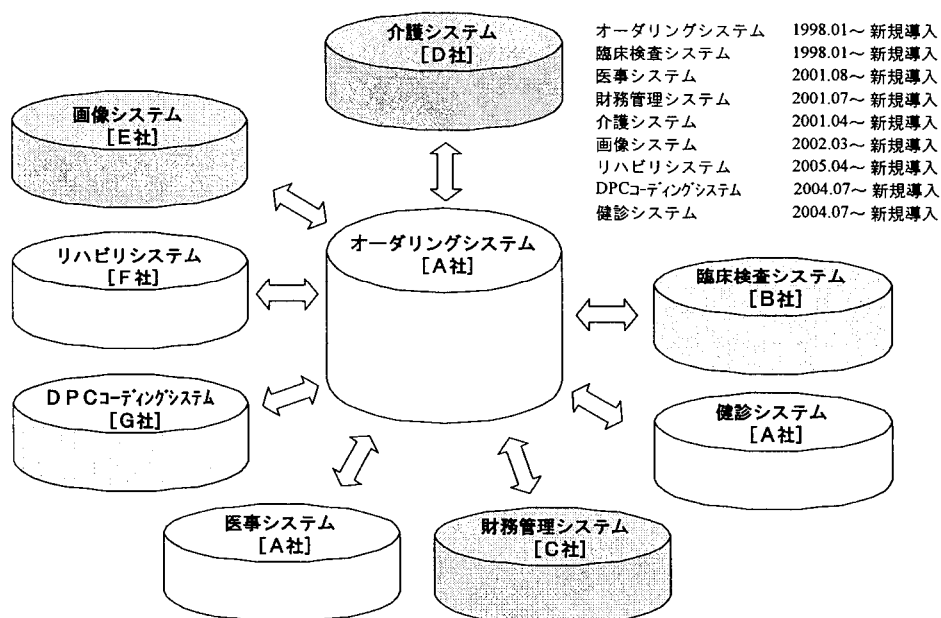 介護システム
[D社]
オーダリングシステム 1998.01～ 新規導入
臨床検査システム 1998.01～ 新規導入
医事システム 2001.08～ 新規導入
財務管理システム 2001.07～ 新規導入
介護システム 2001.04～ 新規導入
画像システム 2002.03～ 新規導入
リハビリシステム 2005.04～ 新規導入
DPCコーディングシステム 2004.07～ 新規導入
健診システム 2004.07～ 新規導入
画像システム
[E社]
オーダリングシステム
[A社]
リハビリシステム
[F社]
臨床検査システム
[B社]
DPCコーディングシステム
[G社]
健診システム
[A社]
医事システム
[A社]
財務管理システム
[C社]